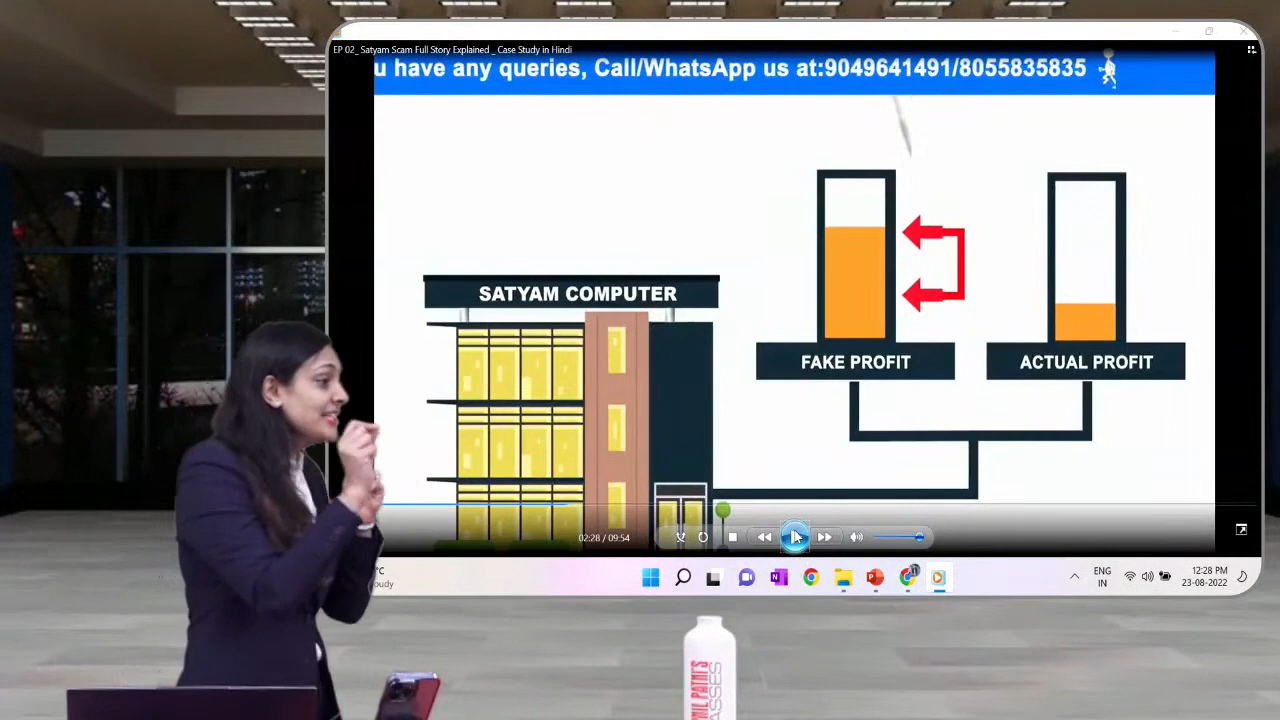 EP 02_ Satyam Scam Full Story Explained _ Case Study in Hindi
u have any queries, Call/WhatsApp us at:9049641491/8055835835
SATYAM COMPUTER
FAKE PROFIT
ACTUAL PROFIT
02:28 / 09:54
°C
oudy
ENG
IN
12:28 PM
23-08-2022